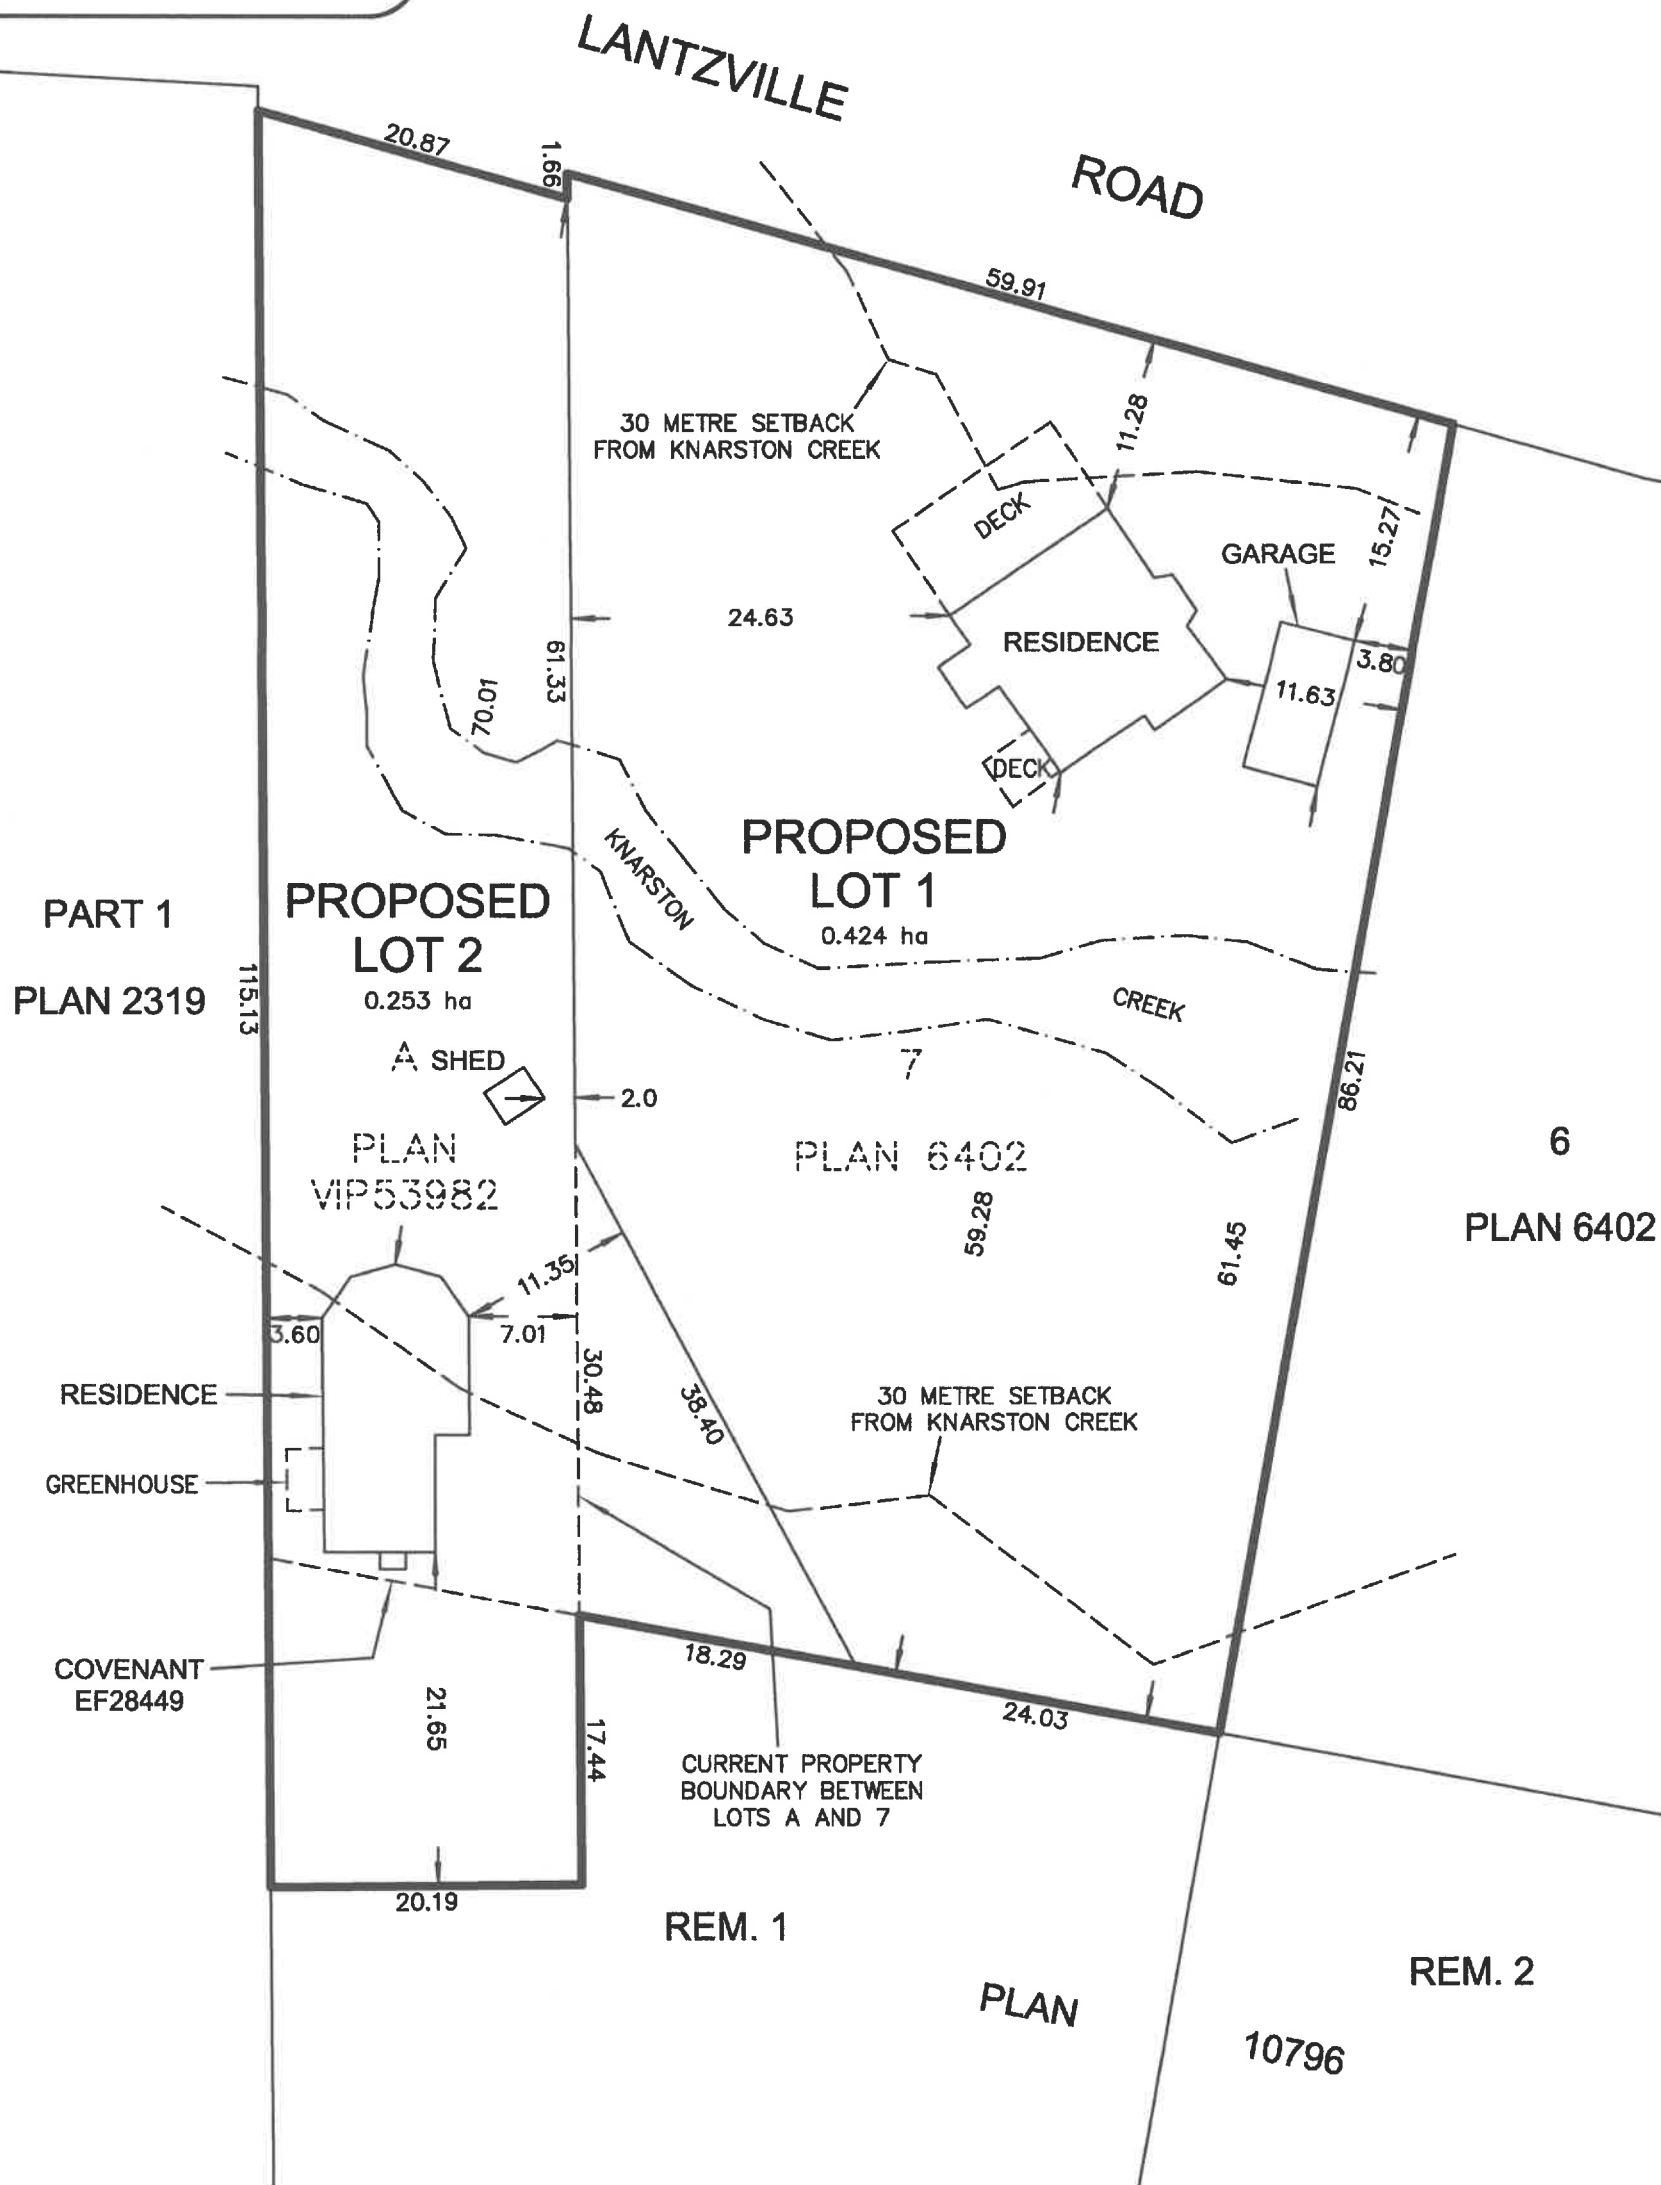 LANTZVILLE
ROAD
20.87
1.66
59.91
30 METRE SETBACK
FROM KNARSTON CREEK
11.28
DECK
15.27
GARAGE
24.63
RESIDENCE
3.80
11.63
61.33
70.01
DECK
KNARSTON
PROPOSED
LOT 1
0.424 ha
PROPOSED
LOT 2
0.253 ha
PART 1
PLAN 2319
115.13
CREEK
A SHED
7
2.0
86.21
PLAN
VIP53982
PLAN 6402
59.28
61.45
6
PLAN 6402
11.35
3.60
7.01
30.48
38.40
RESIDENCE
30 METRE SETBACK
FROM KNARSTON CREEK
GREENHOUSE
COVENANT
EF28449
18.29
24.03
21.65
17.44
CURRENT PROPERTY
BOUNDARY BETWEEN
LOTS A AND 7
20.19
REM. 1
REM. 2
PLAN
10796